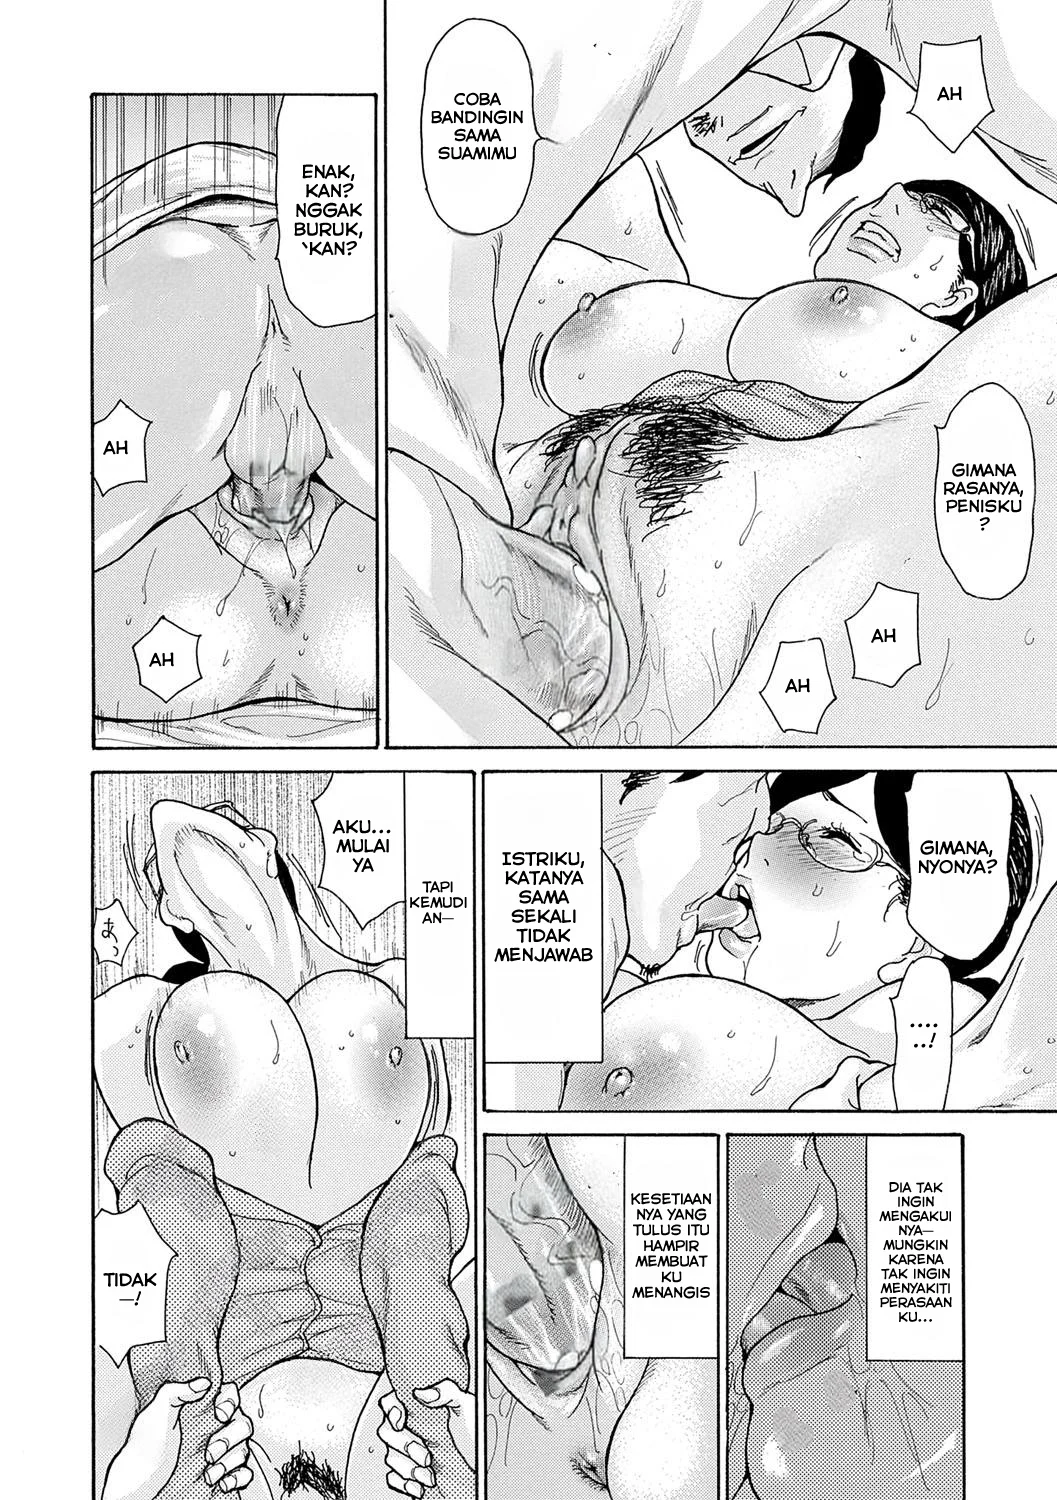 COBA
BANDINGIN
SAMA
SUAMIMU
AH
GIMANA
RASANYA,
PENISKU
?
AH
AH
ENAK,
KAN?
NGGAK
BURUK,
‵KAN?
AH
AH
GIMANA,
NYONYA?
.....
..!
ISTRIKU,
KATANYA
SAMA
SEKALI
TIDAK
MENJAWAB
TAPI
KEMUDI
AN—
AKU...
MULAI
YA
あっ
TIDAK
—!
DIA TAK
INGIN
MENGAKUI
NYA—
MUNGKIN
KARENA
TAK INGIN
MENYAKITI
PERASAAN
KU...
KESETIAAN
NYA YANG
TULUS ITU
HAMPIR
MEMBUAT
KU
MENANGIS